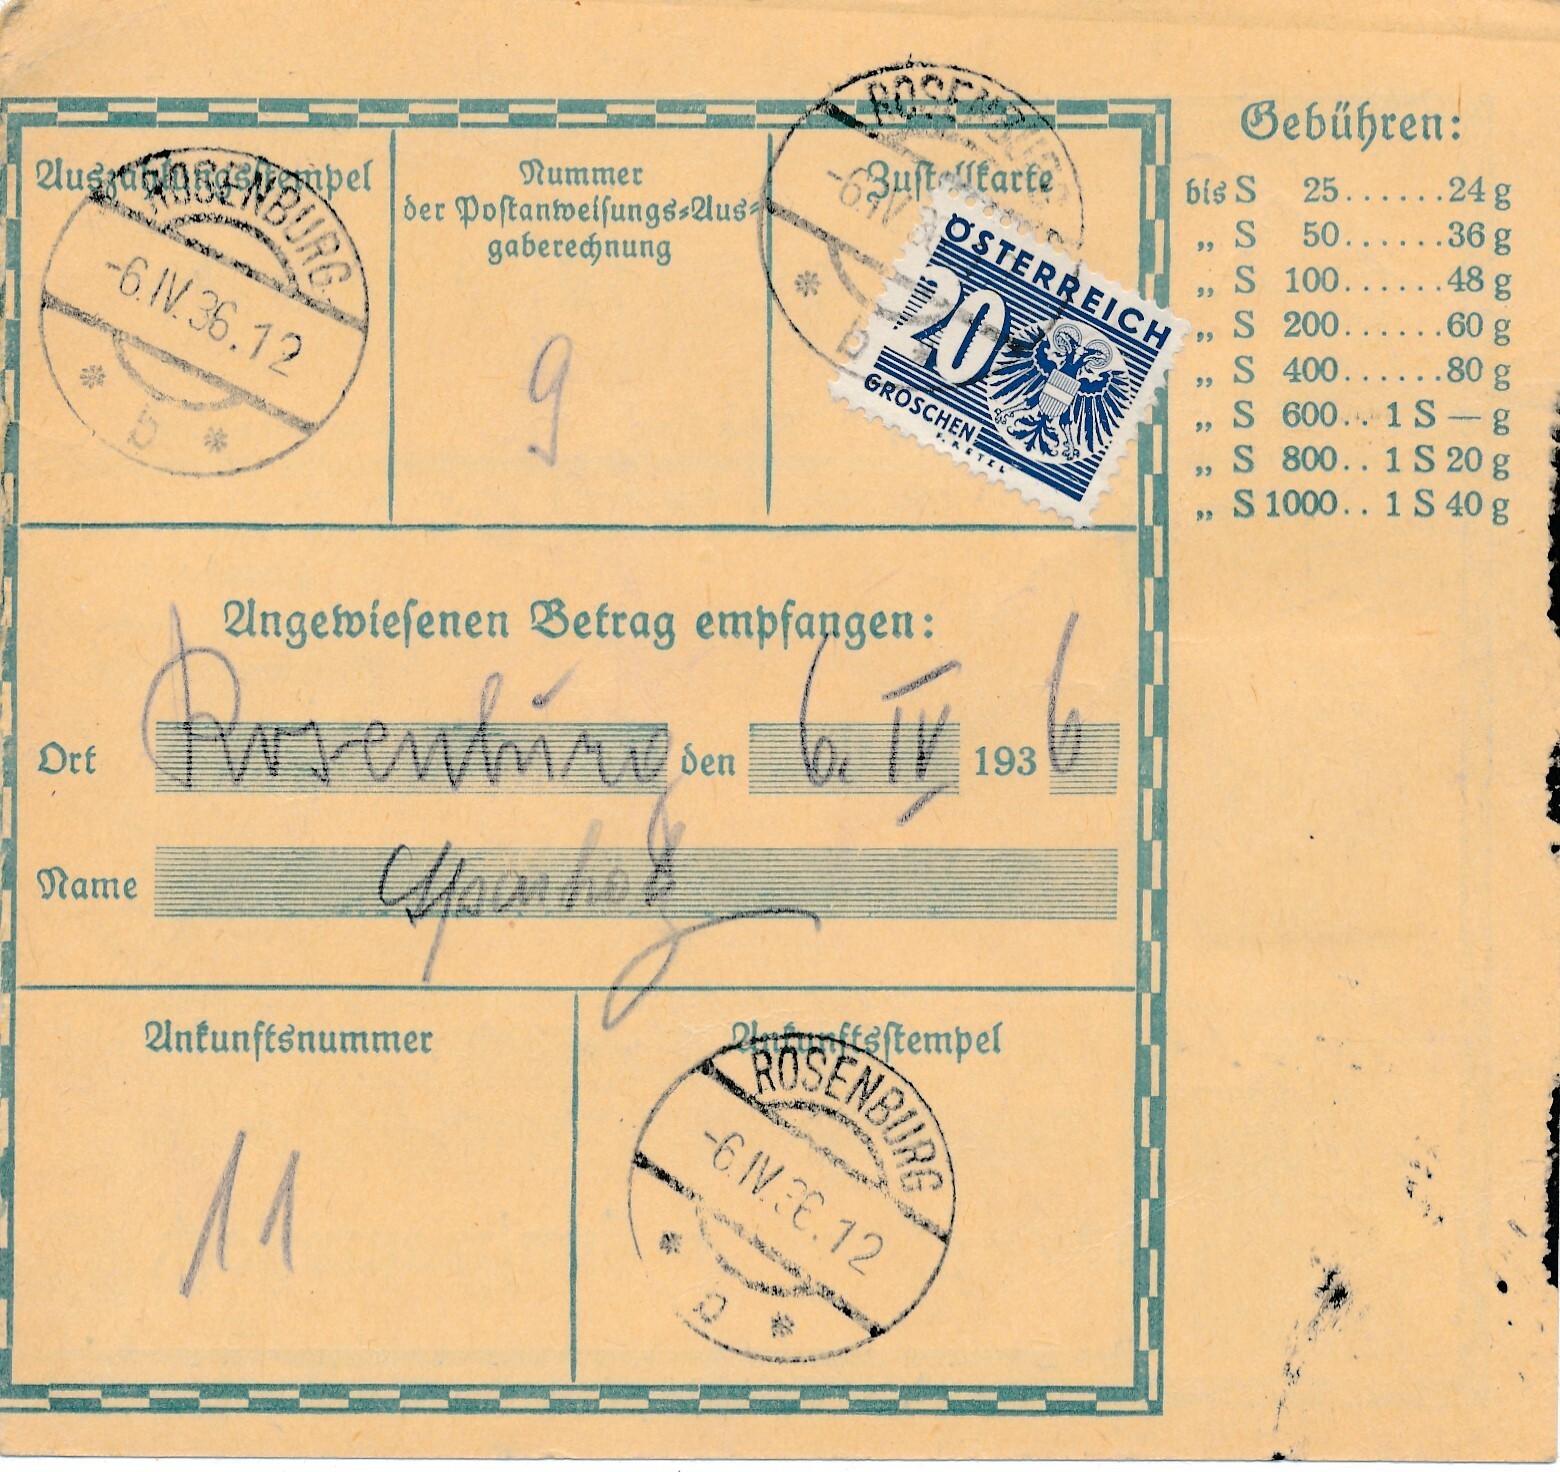 Gebühren:
bis S 25......24 g
„ S 50......36 g
„ S 100......48 g
„ S 200......60 g
„ S 400......80 g
„ S 600.. 1 S — g
„ S 800.. 1 S 20 g
„ S 1000.. 1 S 40 g
Auszahlungsstempel
ROSENBURG
-6.IV.36.12
* b *
Nummer
der Postanweisungs-Aus-
gaberechnung
9
Zustellkarte
ROSENBURG
-6.IV
* b
ÖSTERREICH
20
GROSCHEN
Angewiesenen Betrag empfangen:
Ort Rosenburg den 6. IV 1936
Name
Ankunftsnummer
11
Ankunftsstempel
ROSENBURG
-6.IV.36.12
* b *